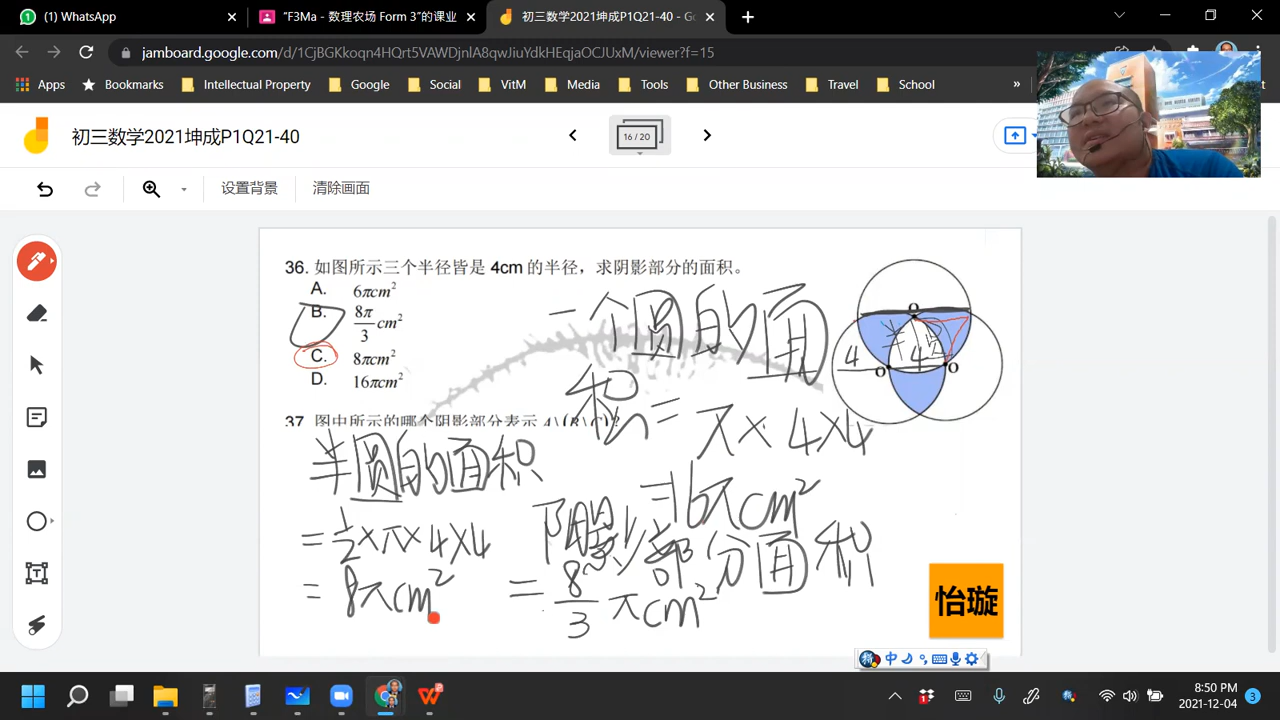 (1) WhatsApp
"F3Ma - 数理农场 Form 3"的课业
初三数学2021坤成P1Q21-40 - Go
jamboard.google.com/d/1CjBGKkoqn4HQrt5VAWDjnlA8qwJiuYdkHEqjaOCJUxM/viewer?f=15
Apps
Bookmarks
Intellectual Property
Google
Social
VitM
Media
Tools
Other Business
Travel
School
»
初三数学2021坤成P1Q21-40
16 / 20
设置背景
清除画面
36. 如图所示三个半径皆是 4cm 的半径，求阴影部分的面积。
A. 6πcm²
B. 8π/3 cm²
C. 8πcm²
D. 16πcm²
一个圆的面
积 = π × 4 × 4
= 16π cm²
O
半圆
4
4
O
O
37. 图中所示的哪个阴影部分表示 A\(B\C)?
半圆的面积
= 1/2 × π × 4 × 4
= 8π cm²
阴影部分面积
= 8/3 π cm²
怡璇
中
8:50 PM
2021-12-04
3